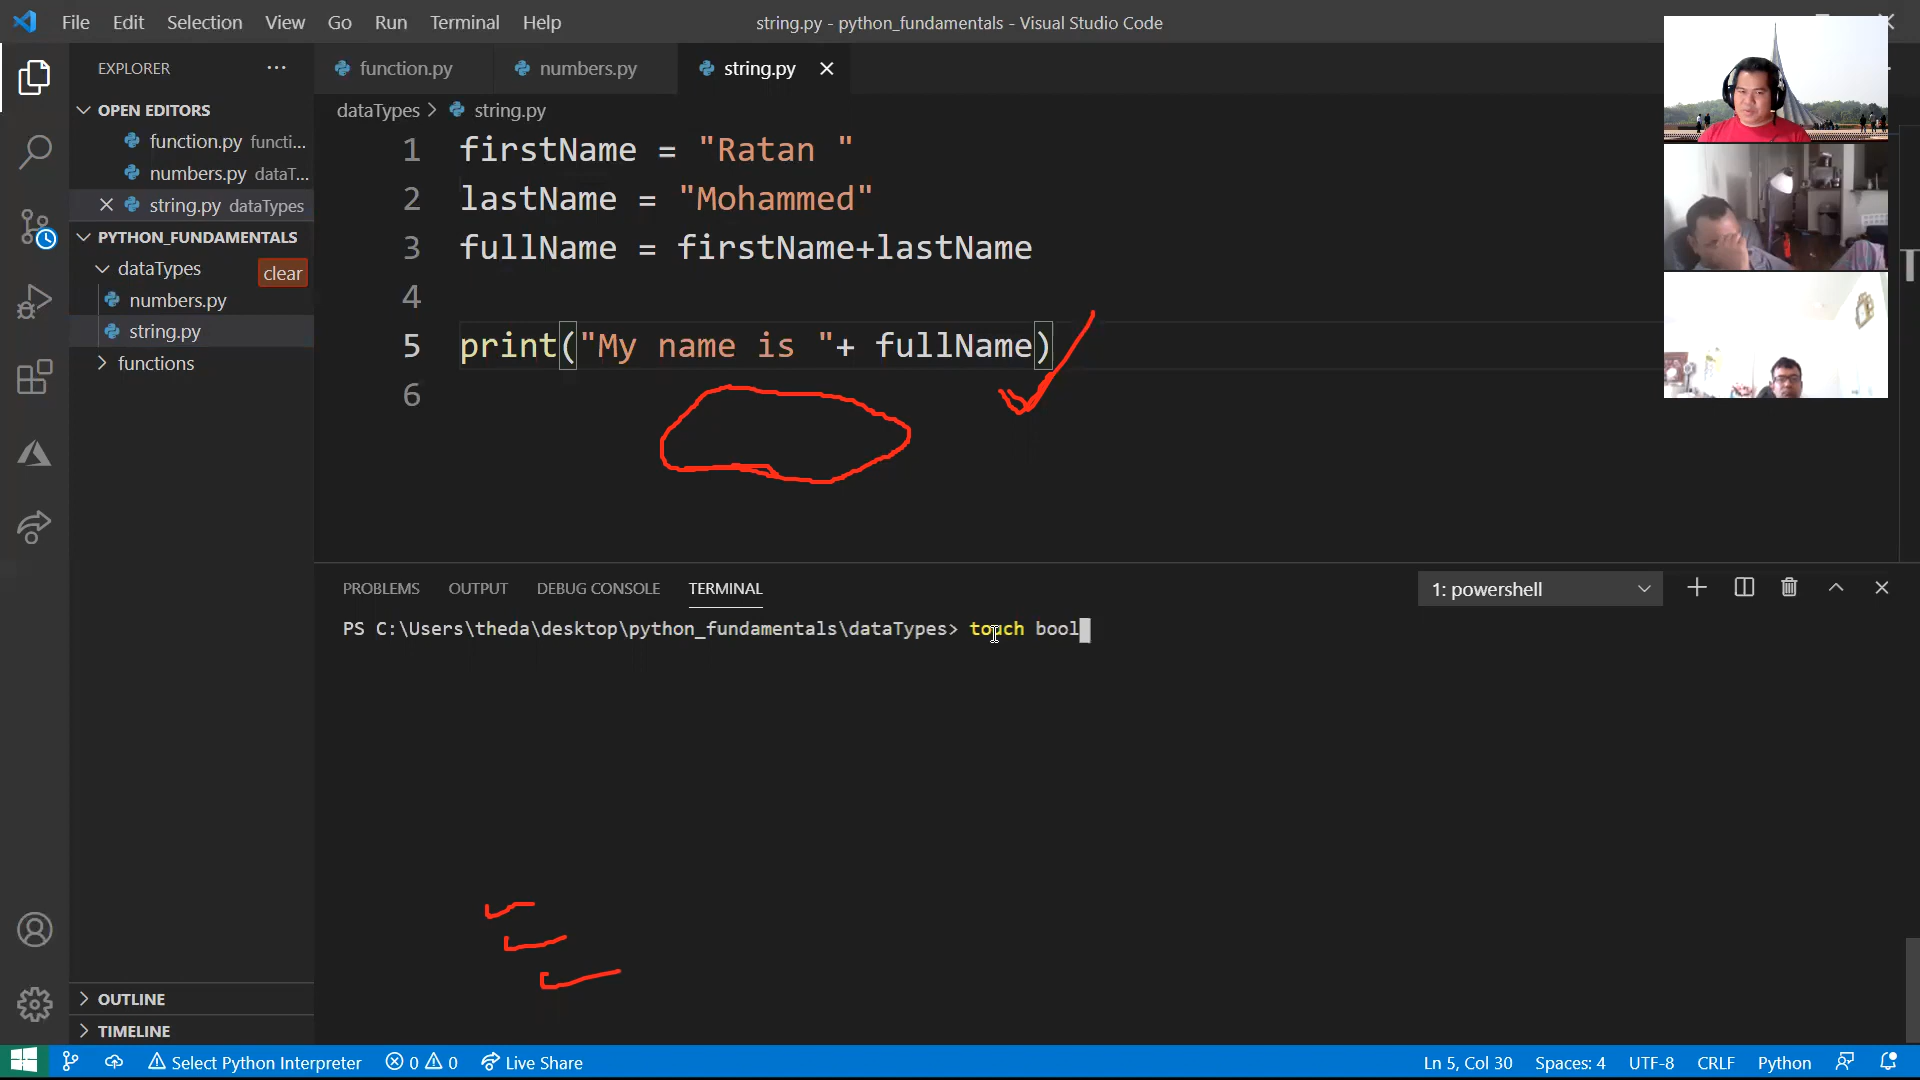 File Edit Selection View Go Run Terminal Help
string.py - python_fundamentals - Visual Studio Code
EXPLORER
OPEN EDITORS
function.py functi...
numbers.py dataT...
string.py dataTypes
PYTHON_FUNDAMENTALS
dataTypes
clear
numbers.py
string.py
functions
OUTLINE
TIMELINE
function.py numbers.py string.py
dataTypes > string.py
1 firstName = "Ratan "
2 lastName = "Mohammed"
3 fullName = firstName+lastName
4
5 print("My name is "+ fullName)
6
PROBLEMS OUTPUT DEBUG CONSOLE TERMINAL
1: powershell
PS C:\Users\theda\desktop\python_fundamentals\dataTypes> touch bool
Select Python Interpreter 0 0 Live Share
Ln 5, Col 30 Spaces: 4 UTF-8 CRLF Python